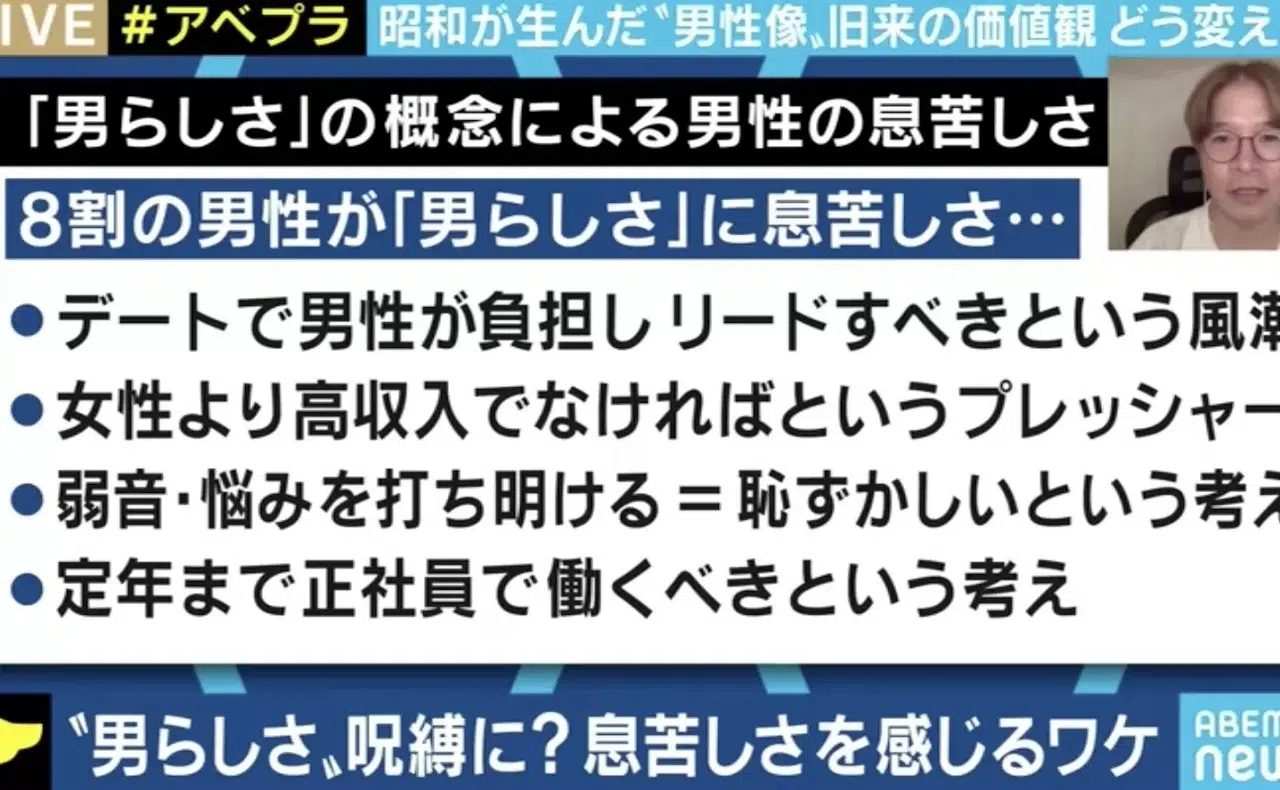 LIVE #アベプラ 昭和が生んだ〝男性像〟旧来の価値観 どう変え
「男らしさ」の概念による男性の息苦しさ
8割の男性が「男らしさ」に息苦しさ…
●デートで男性が負担しリードすべきという風潮
●女性より高収入でなければというプレッシャー
●弱音・悩みを打ち明ける=恥ずかしいという考え
●定年まで正社員で働くべきという考え
〝男らしさ〟呪縛に?息苦しさを感じるワケ
ABEMA
news